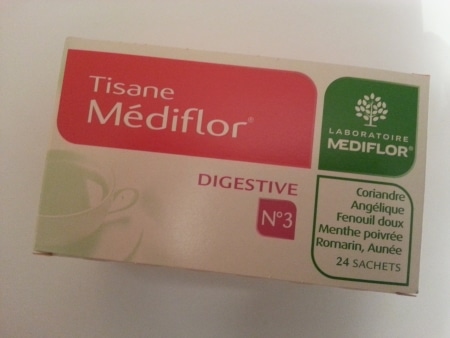 Tisane
Médiflor®
LABORATOIRE
MEDIFLOR®
DIGESTIVE
N°3
Coriandre
Angélique
Fenouil doux
Menthe poivrée
Romarin, Aunée
24 SACHETS